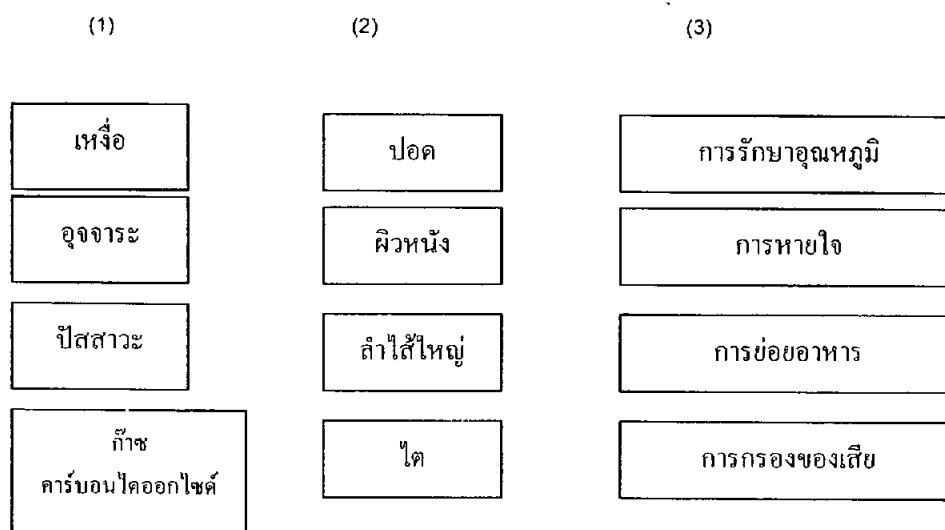 (1) (2) (3)
เหงื่อ ปอด การรักษาอุณหภูมิ
อุจจาระ ผิวหนัง การหายใจ
ปัสสาวะ ลำไส้ใหญ่ การย่อยอาหาร
ก๊าซ
คาร์บอนไดออกไซด์ ไต การกรองของเสีย